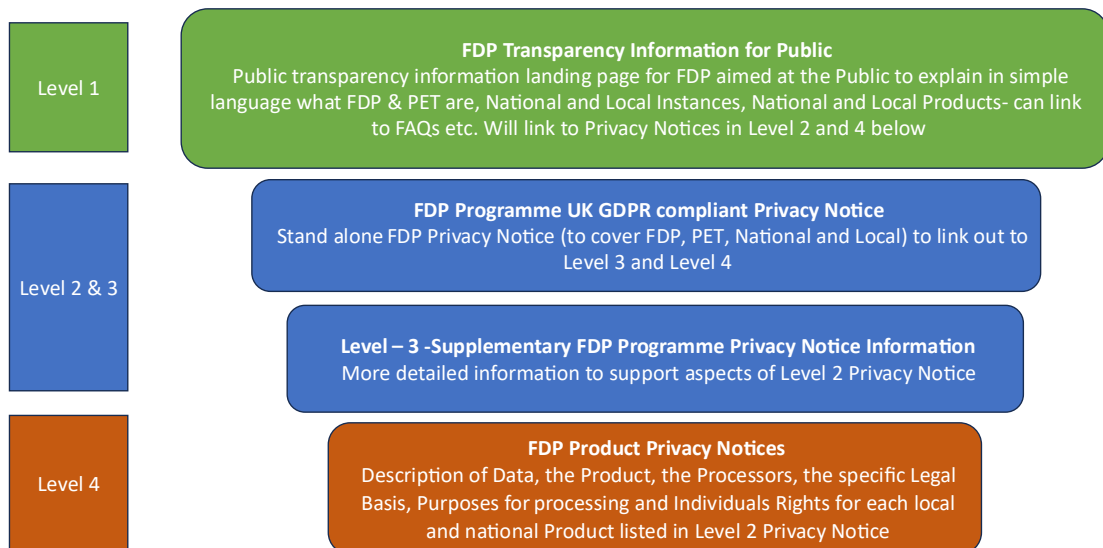 Level 1
FDP Transparency Information for Public
Public transparency information landing page for FDP aimed at the Public to explain in simple
language what FDP & PET are, National and Local Instances, National and Local Products- can link
to FAQs etc. Will link to Privacy Notices in Level 2 and 4 below
Level 2 & 3
FDP Programme UK GDPR compliant Privacy Notice
Stand alone FDP Privacy Notice (to cover FDP, PET, National and Local) to link out to
Level 3 and Level 4
Level – 3 -Supplementary FDP Programme Privacy Notice Information
More detailed information to support aspects of Level 2 Privacy Notice
Level 4
FDP Product Privacy Notices
Description of Data, the Product, the Processors, the specific Legal
Basis, Purposes for processing and Individuals Rights for each local
and national Product listed in Level 2 Privacy Notice